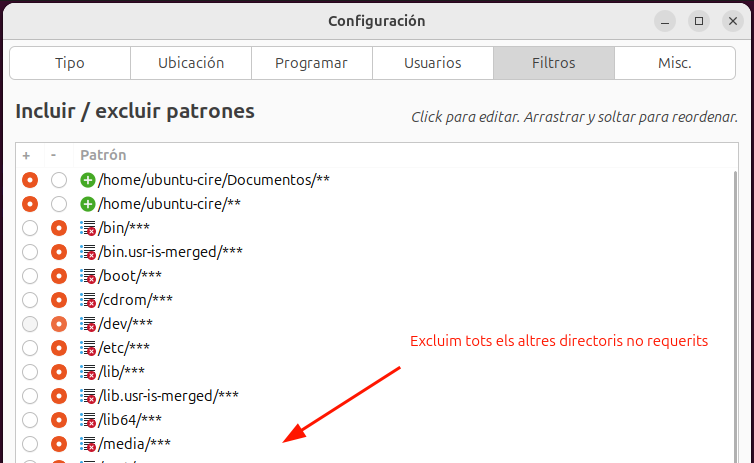 Configuración
Tipo Ubicación Programar Usuarios Filtros Misc.
Incluir / excluir patrones
Click para editar. Arrastrar y soltar para reordenar.
+ - Patrón
/home/ubuntu-cire/Documentos/**
/home/ubuntu-cire/**
/bin/***
/bin.usr-is-merged/***
/boot/***
/cdrom/***
/dev/***
Excluim tots els altres directoris no requerits
/etc/***
/lib/***
/lib.usr-is-merged/***
/lib64/***
/media/***